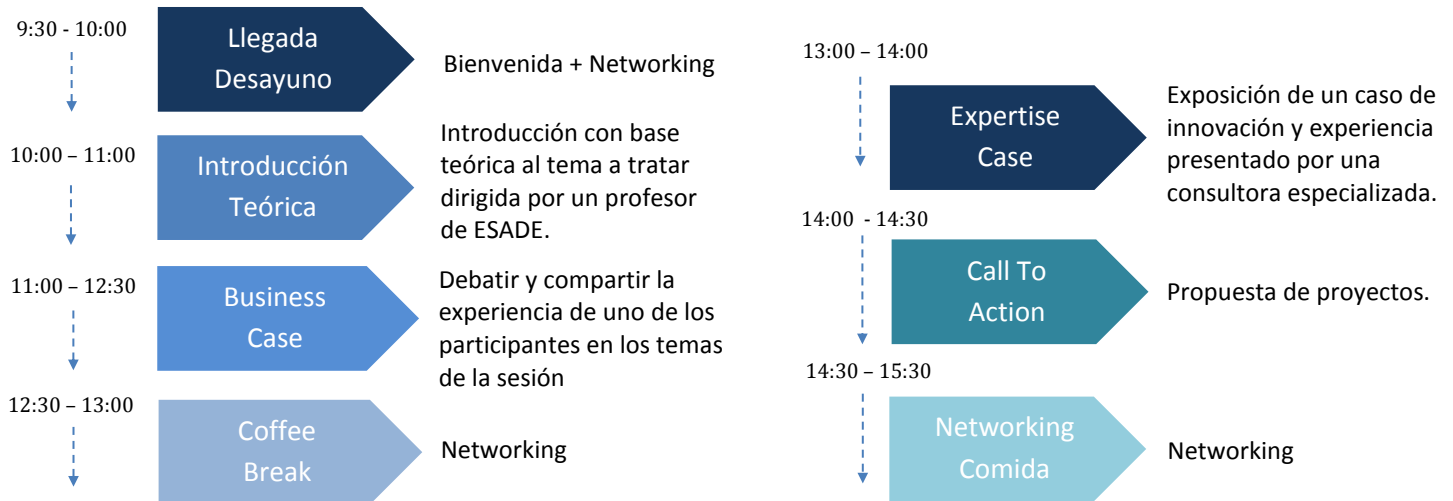 9:30 - 10:00
Llegada
Desayuno
Bienvenida + Networking
10:00 – 11:00
Introducción
Teórica
Introducción con base
teórica al tema a tratar
dirigida por un profesor
de ESADE.
11:00 – 12:30
Business
Case
Debatir y compartir la
experiencia de uno de los
participantes en los temas
de la sesión
12:30 – 13:00
Coffee
Break
Networking
13:00 – 14:00
Expertise
Case
Exposición de un caso de
innovación y experiencia
presentado por una
consultora especializada.
14:00 - 14:30
Call To
Action
Propuesta de proyectos.
14:30 – 15:30
Networking
Comida
Networking